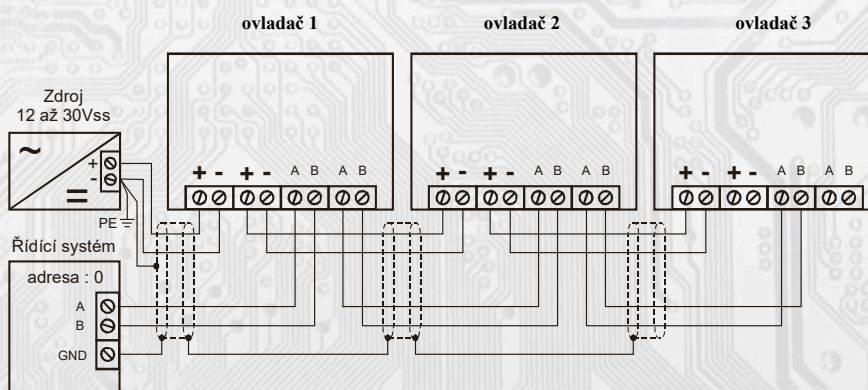 ovladač 1 ovladač 2 ovladač 3
Zdroj
12 až 30Vss
+ - + - A B A B + - + - A B A B + - + - A B A B
~
+
-
=
PE
Řídící systém
adresa : 0
A
B
GND